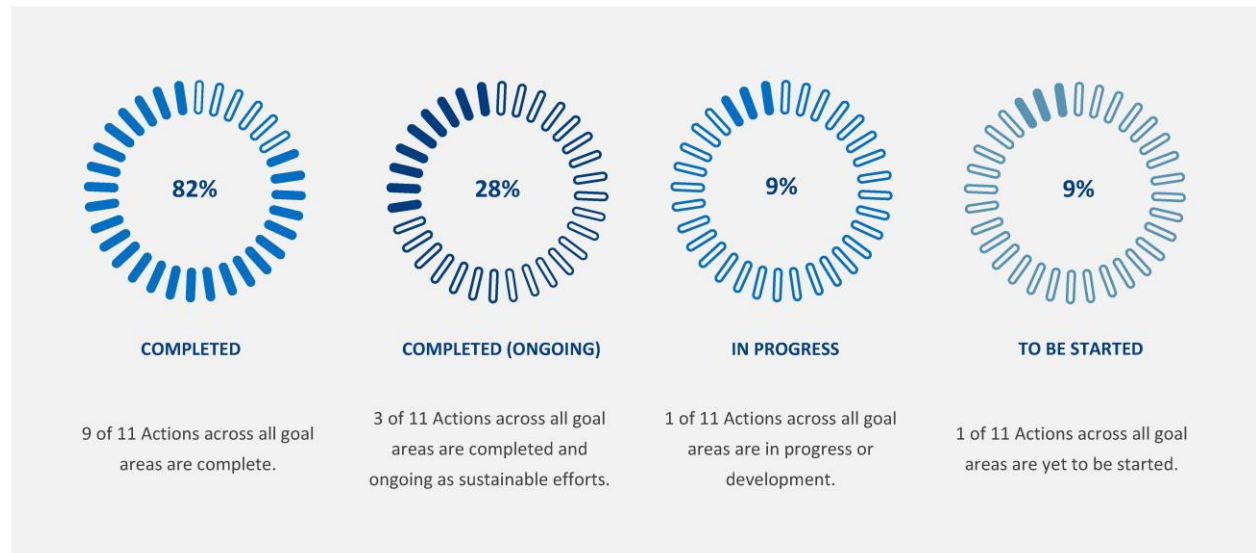 82%
28%
9%
9%
COMPLETED
COMPLETED (ONGOING)
IN PROGRESS
TO BE STARTED
9 of 11 Actions across all goal
areas are complete.
3 of 11 Actions across all goal
areas are completed and
ongoing as sustainable efforts.
1 of 11 Actions across all goal
areas are in progress or
development.
1 of 11 Actions across all goal
areas are yet to be started.